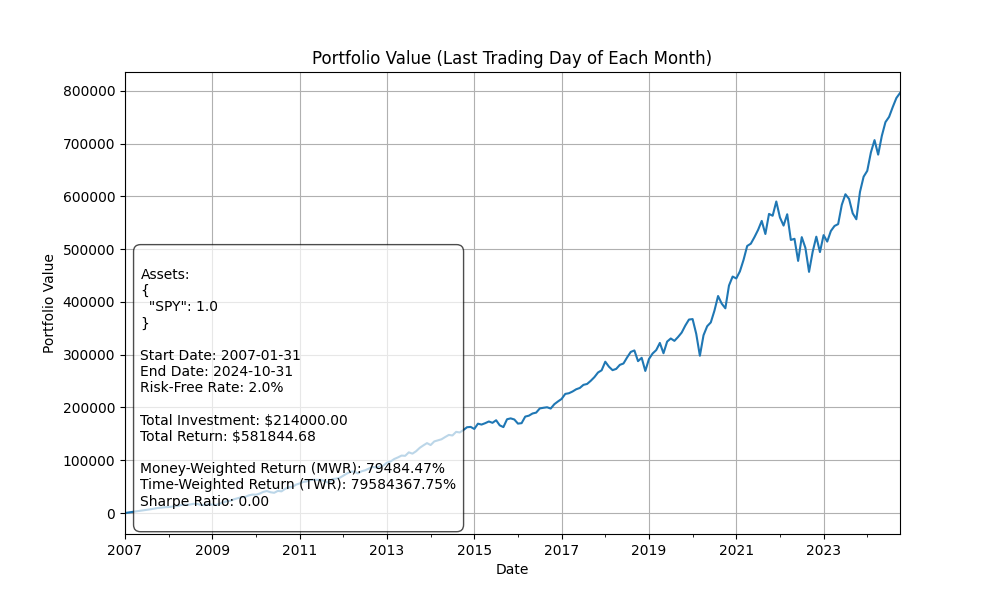 Portfolio Value (Last Trading Day of Each Month)
800000
700000
600000
500000
400000
300000
200000
100000
0
Portfolio Value
Assets:
{
  "SPY": 1.0
}
Start Date: 2007-01-31
End Date: 2024-10-31
Risk-Free Rate: 2.0%
Total Investment: $214000.00
Total Return: $581844.68
Money-Weighted Return (MWR): 79484.47%
Time-Weighted Return (TWR): 79584367.75%
Sharpe Ratio: 0.00
2007 2009 2011 2013 2015 2017 2019 2021 2023
Date